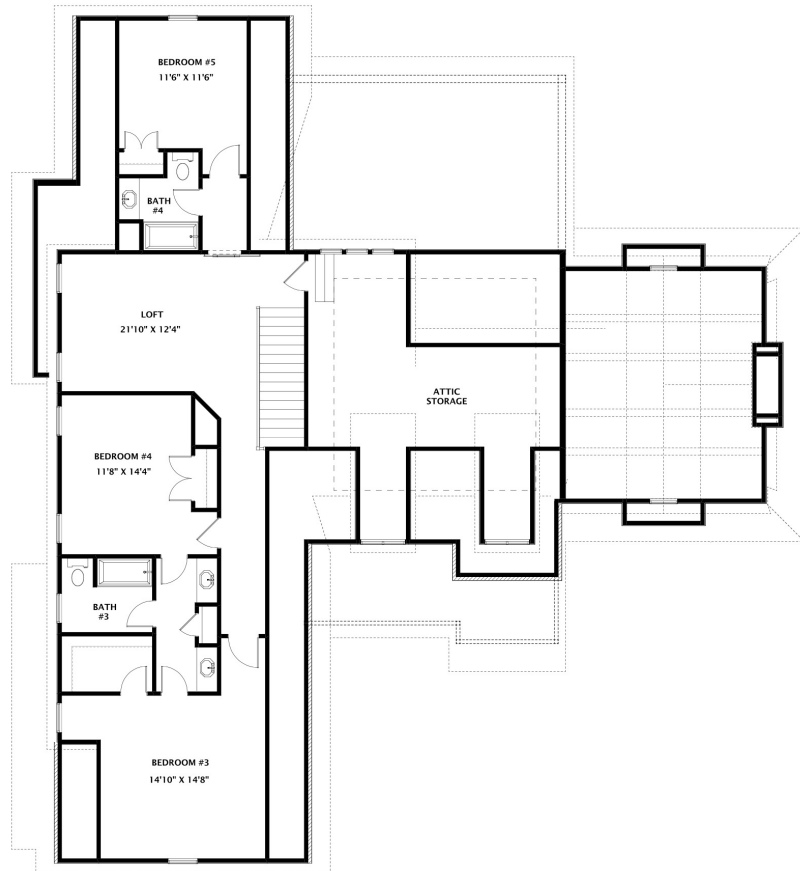 BEDROOM #5
11'6" X 11'6"
BATH
#4
LOFT
21'10" X 12'4"
ATTIC
STORAGE
BEDROOM #4
11'8" X 14'4"
BATH
#3
BEDROOM #3
14'10" X 14'8"